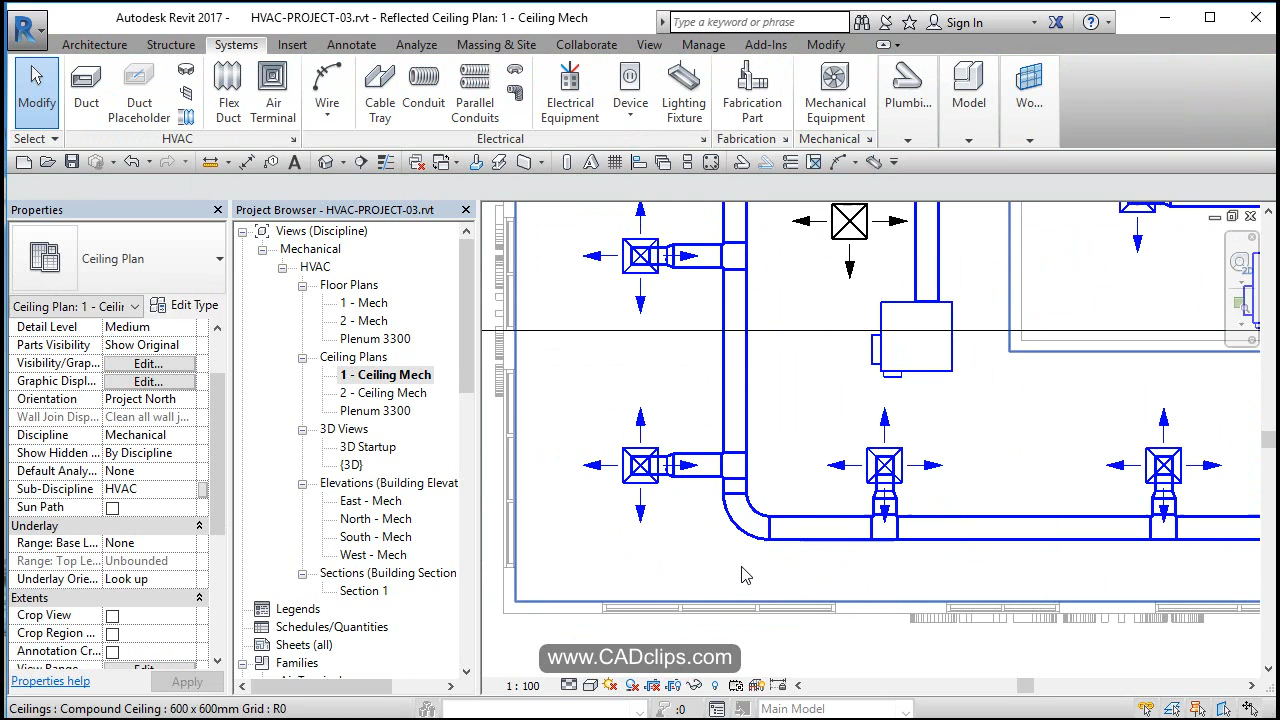 Autodesk Revit 2017 - HVAC-PROJECT-03.rvt - Reflected Ceiling Plan: 1 - Ceiling Mech
Type a keyword or phrase
Sign In
Architecture Structure Systems Insert Annotate Analyze Massing & Site Collaborate View Manage Add-Ins Modify
Modify
Duct
Duct Placeholder
Flex Duct
Air Terminal
Wire
Cable Tray
Conduit
Parallel Conduits
Electrical Equipment
Device
Lighting Fixture
Fabrication Part
Mechanical Equipment
Plumbi...
Model
Wo...
Select HVAC Electrical Fabrication Mechanical
Properties
Ceiling Plan
Ceiling Plan: 1 - Ceilir
Edit Type
Detail Level Medium
Parts Visibility Show Original
Visibility/Grap... Edit...
Graphic Displ... Edit...
Orientation Project North
Wall Join Disp... Clean all wall j...
Discipline Mechanical
Show Hidden ... By Discipline
Default Analy... None
Sub-Discipline HVAC
Sun Path
Underlay
Range: Base L... None
Range: Top Le... Unbounded
Underlay Orie... Look up
Extents
Crop View
Crop Region ...
Annotation Cr...
View Range Edit...
Properties help
Apply
Project Browser - HVAC-PROJECT-03.rvt
Views (Discipline)
Mechanical
HVAC
Floor Plans
1 - Mech
2 - Mech
Plenum 3300
Ceiling Plans
1 - Ceiling Mech
2 - Ceiling Mech
Plenum 3300
3D Views
3D Startup
{3D}
Elevations (Building Elevat
East - Mech
North - Mech
South - Mech
West - Mech
Sections (Building Section
Section 1
Legends
Schedules/Quantities
Sheets (all)
Families
2D
www.CADclips.com
1 : 100
Ceilings : Compound Ceiling : 600 x 600mm Grid : R0
:0
Main Model